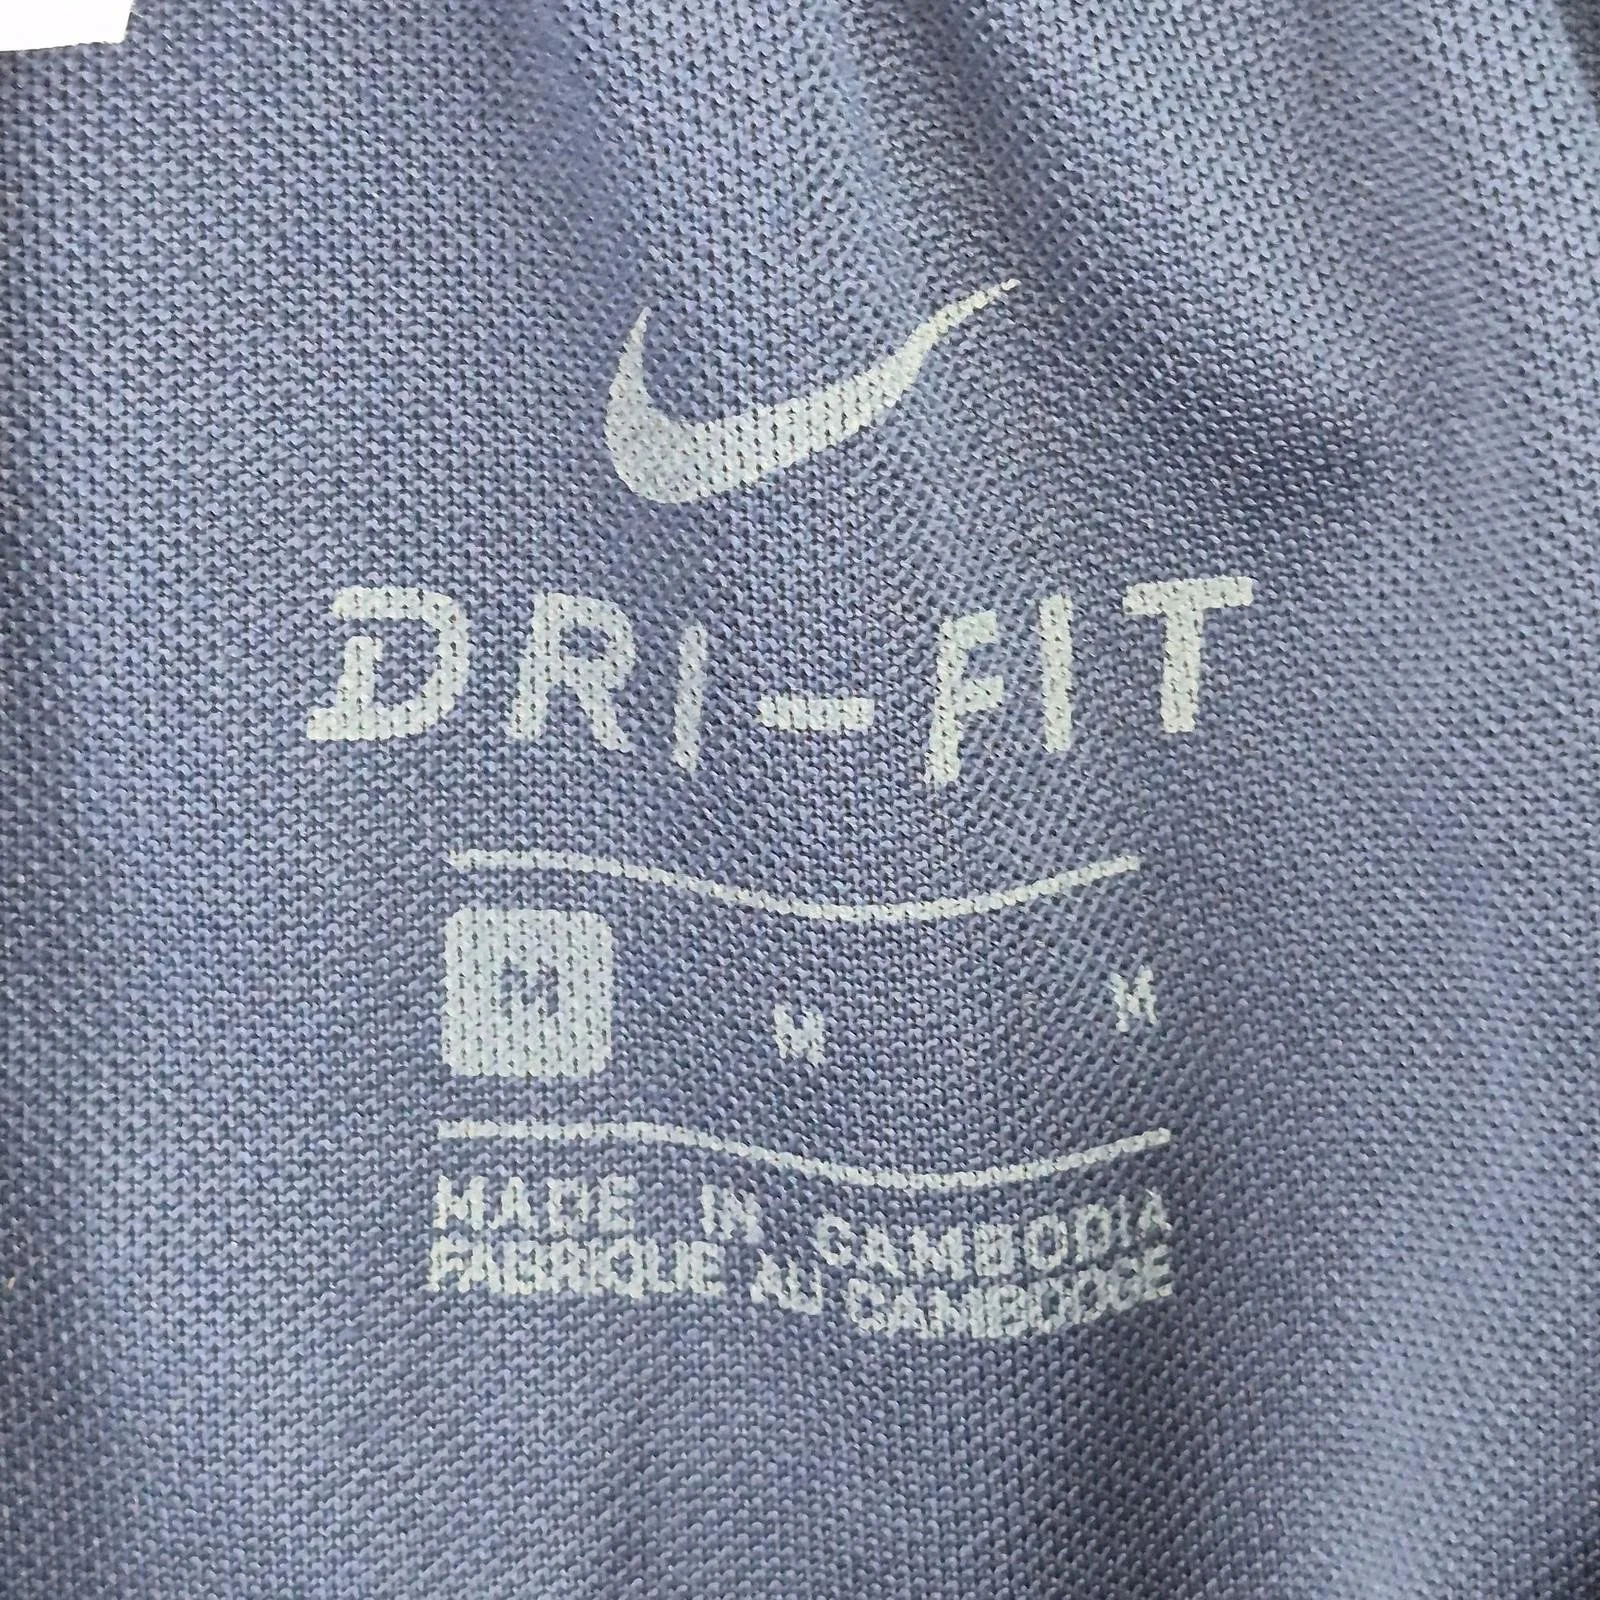 DRI-FIT
M M M
MADE IN CAMBODIA
FABRIQUE AU CAMBODGE